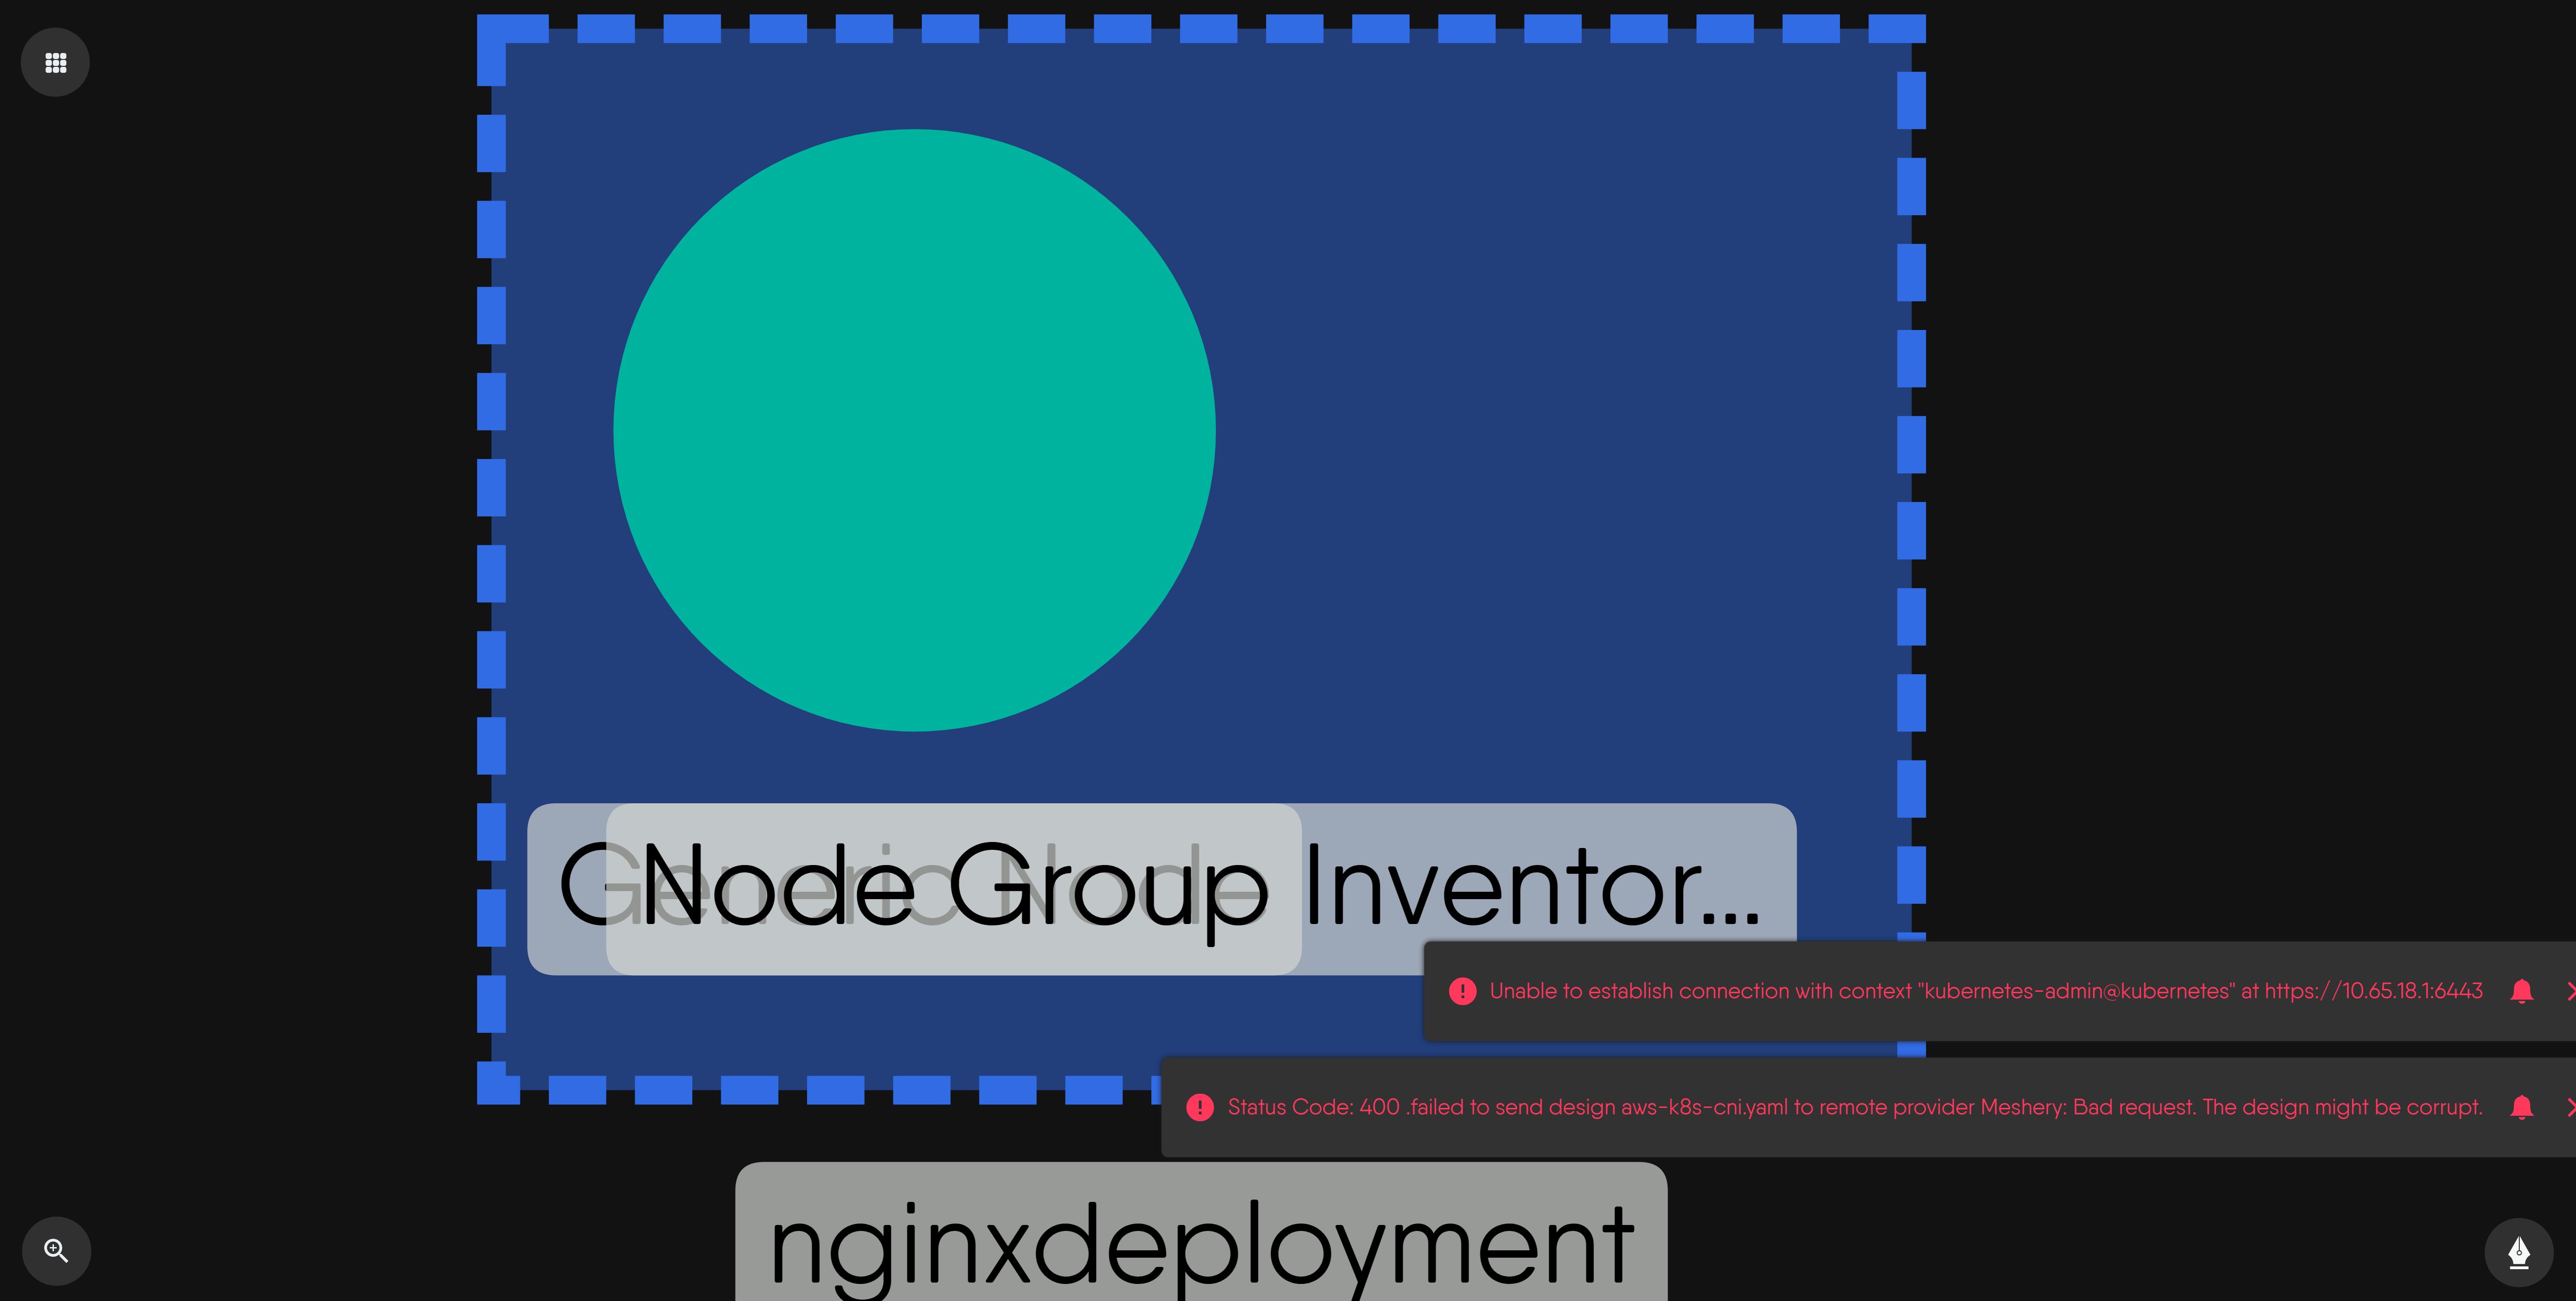 Generic Node
Node Group Inventor...
Unable to establish connection with context "kubernetes-admin@kubernetes" at https://10.65.18.1:6443
Status Code: 400 .failed to send design aws-k8s-cni.yaml to remote provider Meshery: Bad request. The design might be corrupt.
nginxdeployment